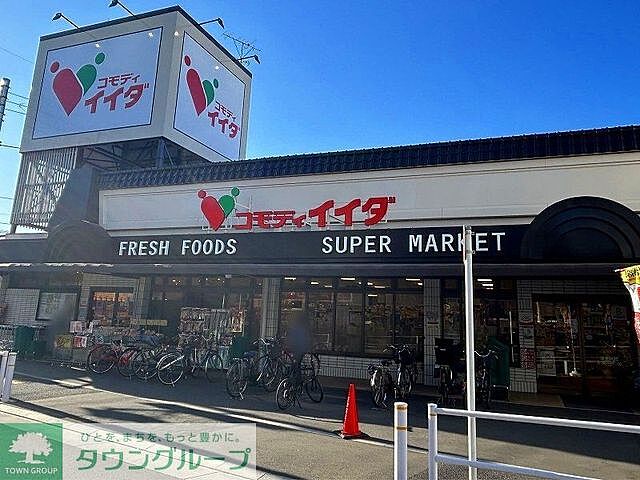 コモディ
イイダ
コモディ
イイダ
コモディイイダ
FRESH FOODS SUPER MARKET
ひとを、まちを、もっと豊かに。
TOWN GROUP
タウングループ